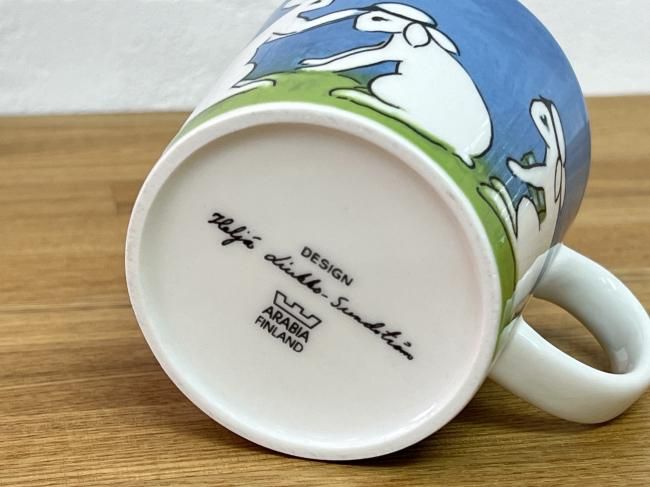 DESIGN
Heljä Liukko-Sundström
ARABIA
FINLAND